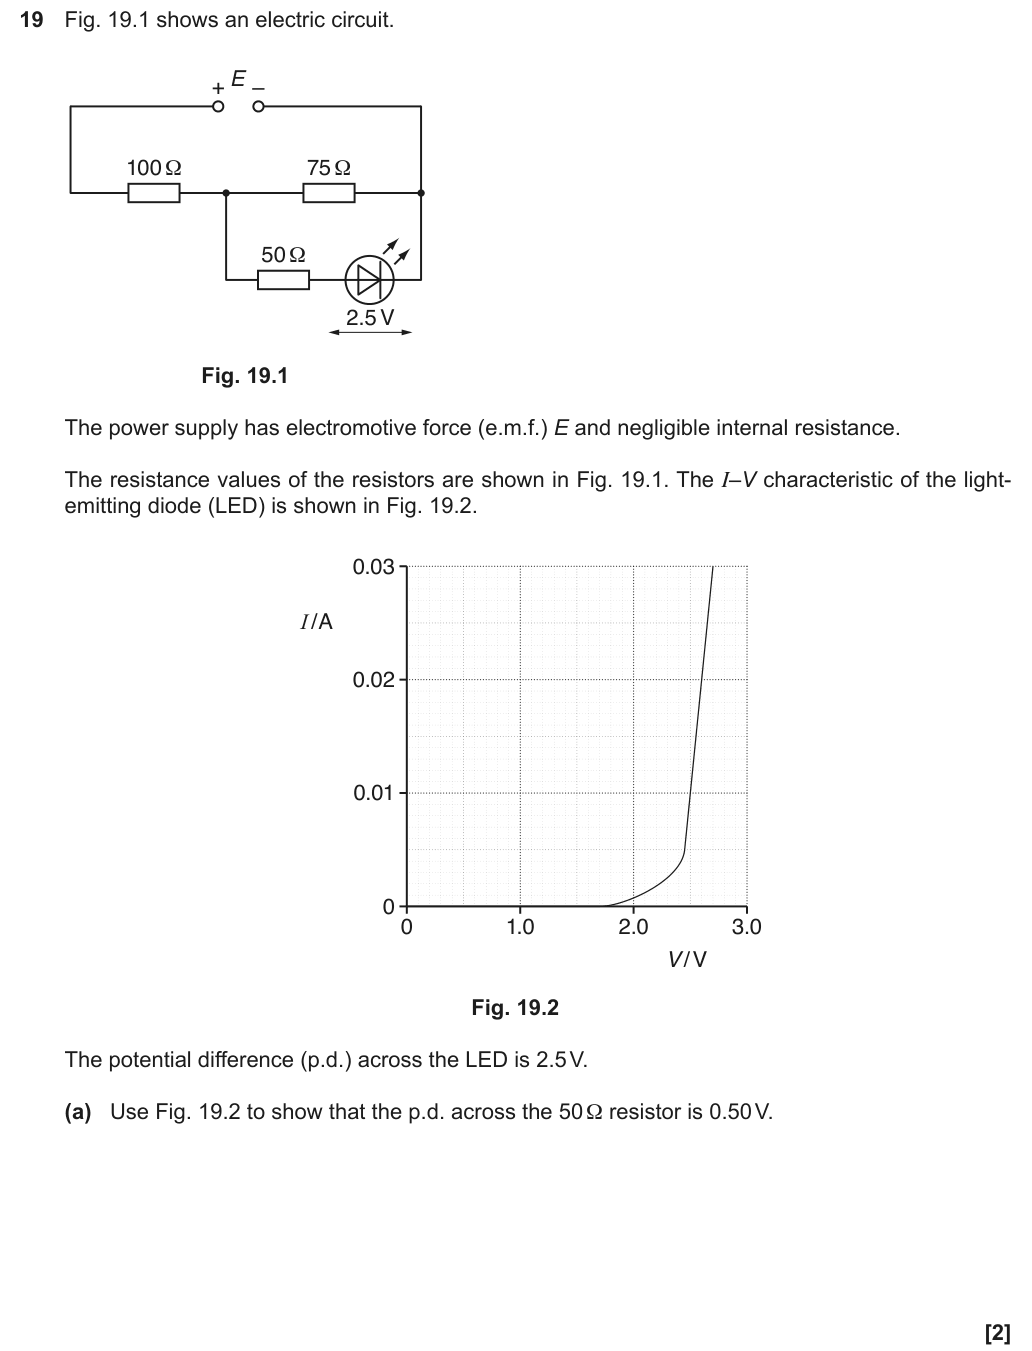 19 Fig. 19.1 shows an electric circuit.
+ E –
100 Ω 75 Ω
50 Ω
2.5 V
Fig. 19.1
The power supply has electromotive force (e.m.f.) E and negligible internal resistance.
The resistance values of the resistors are shown in Fig. 19.1. The I–V characteristic of the light-
emitting diode (LED) is shown in Fig. 19.2.
0.03
I / A
0.02
0.01
0
0 1.0 2.0 3.0
V / V
Fig. 19.2
The potential difference (p.d.) across the LED is 2.5 V.
(a) Use Fig. 19.2 to show that the p.d. across the 50 Ω resistor is 0.50 V.
[2]